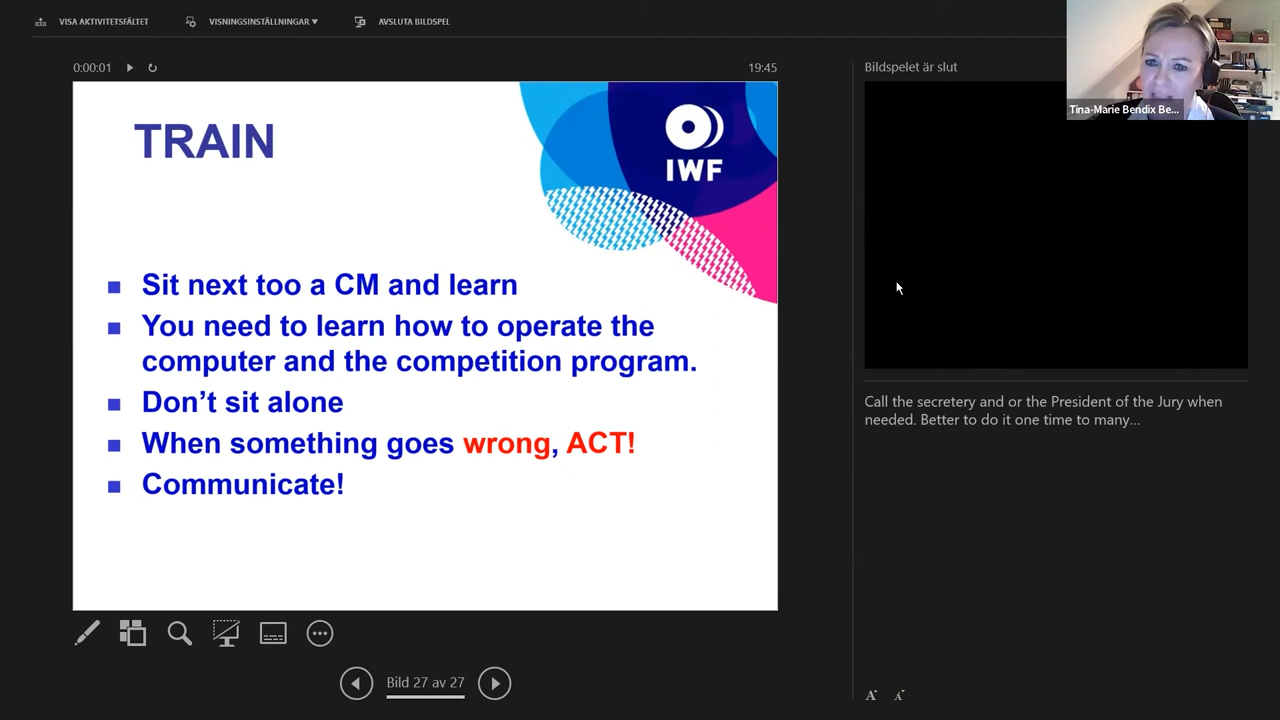 VISA AKTIVITETSFÄLTET
VISNINGSINSTÄLLNINGAR ▾
AVSLUTA BILDSPEL
0:00:01
19:45
Bildspelet är slut
Tina-Marie Bendix Be...
TRAIN
IWF
Sit next too a CM and learn
You need to learn how to operate the
computer and the competition program.
Don’t sit alone
When something goes wrong, ACT!
Communicate!
Call the secretery and or the President of the Jury when
needed. Better to do it one time to many...
Bild 27 av 27
A A